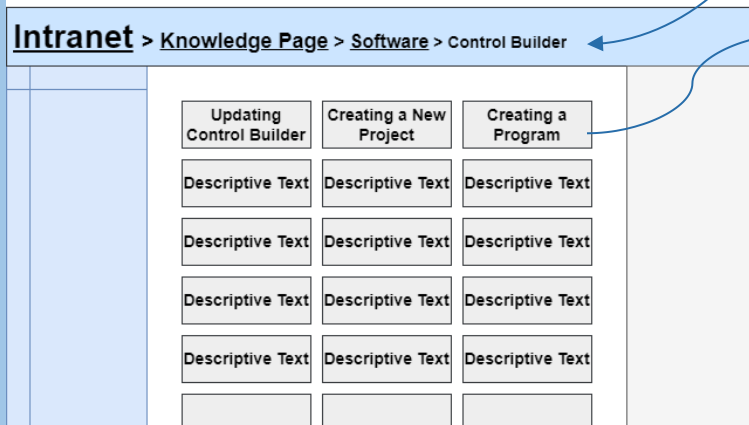 Intranet > Knowledge Page > Software > Control Builder
Updating Control Builder
Creating a New Project
Creating a Program
Descriptive Text Descriptive Text Descriptive Text
Descriptive Text Descriptive Text Descriptive Text
Descriptive Text Descriptive Text Descriptive Text
Descriptive Text Descriptive Text Descriptive Text